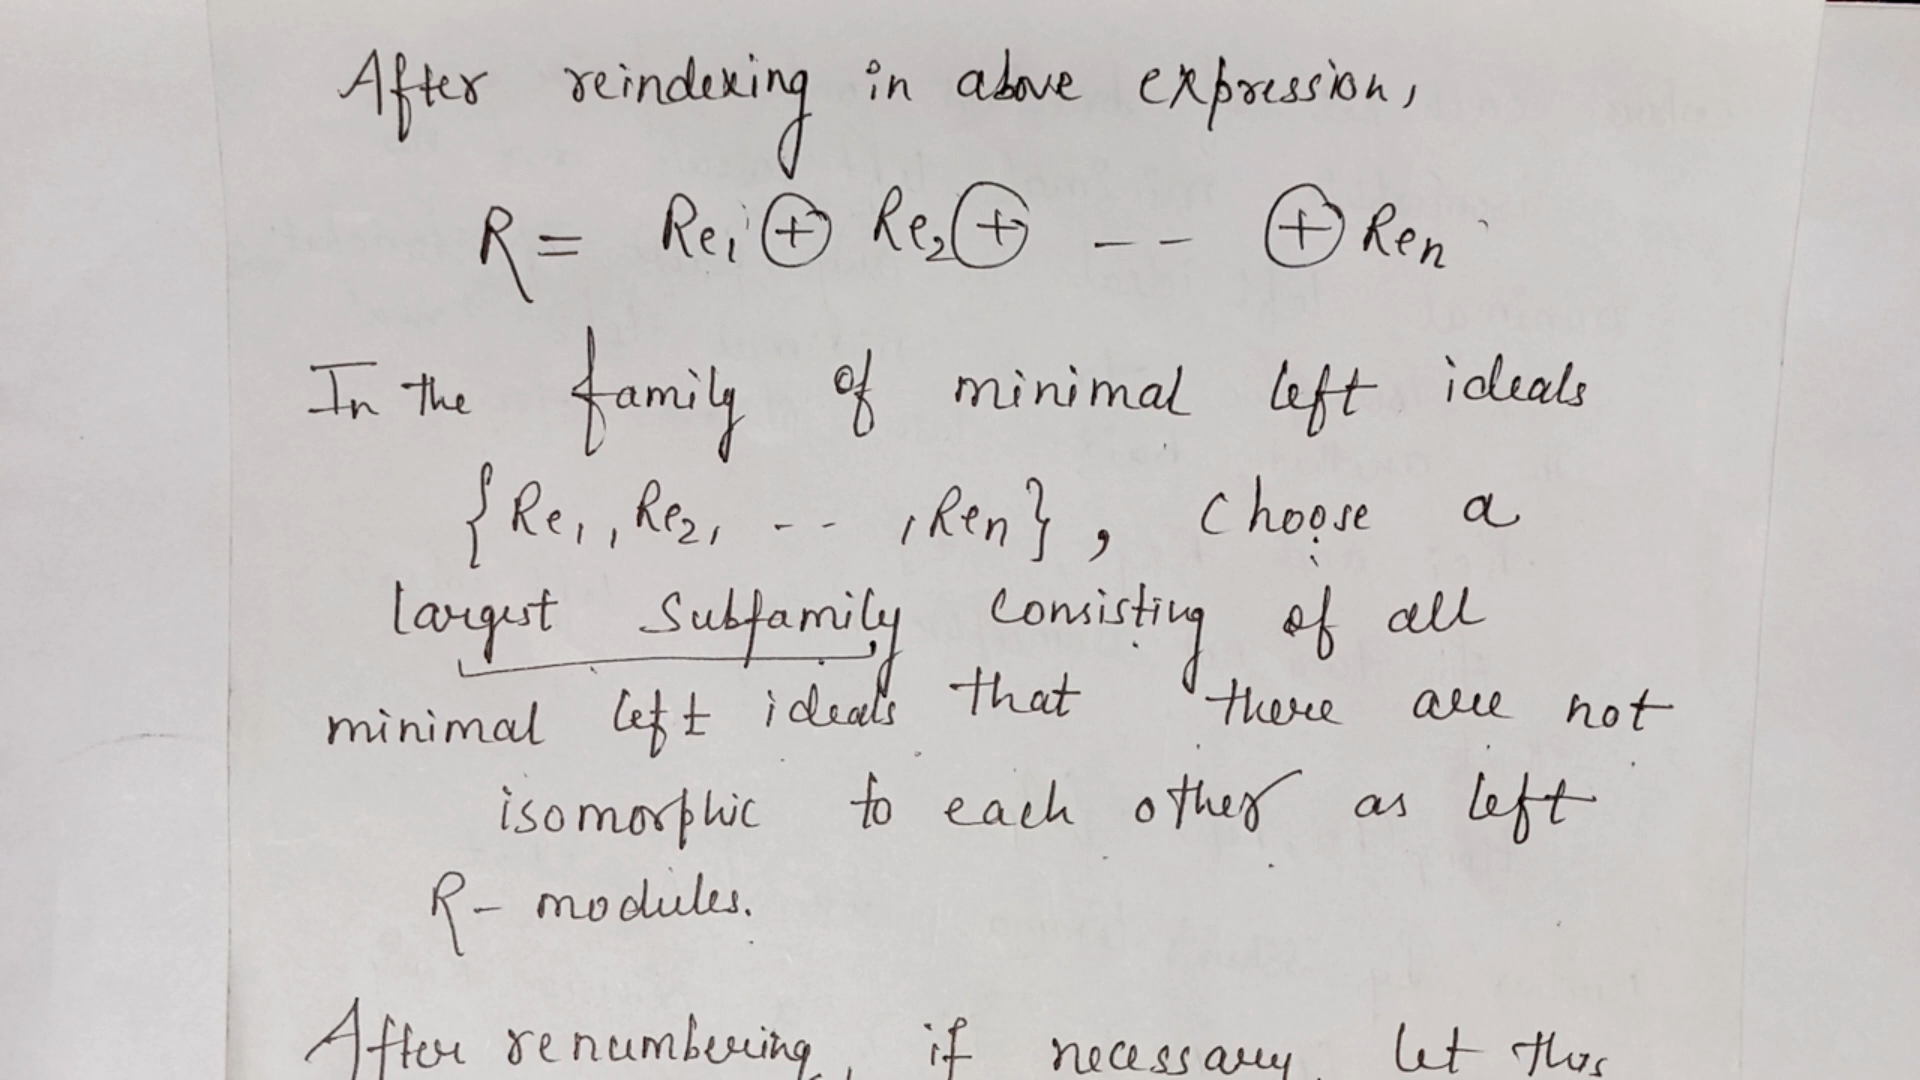 After reindexing in above expression,
R = Re₁ ⊕ Re₂ ⊕ -- ⊕ Ren
In the family of minimal left ideals
{Re₁, Re₂, -- , Ren}, choose a
largest subfamily consisting of all
minimal left ideals that there are not
isomorphic to each other as left
R- modules.
After renumbering, if necessary, let this